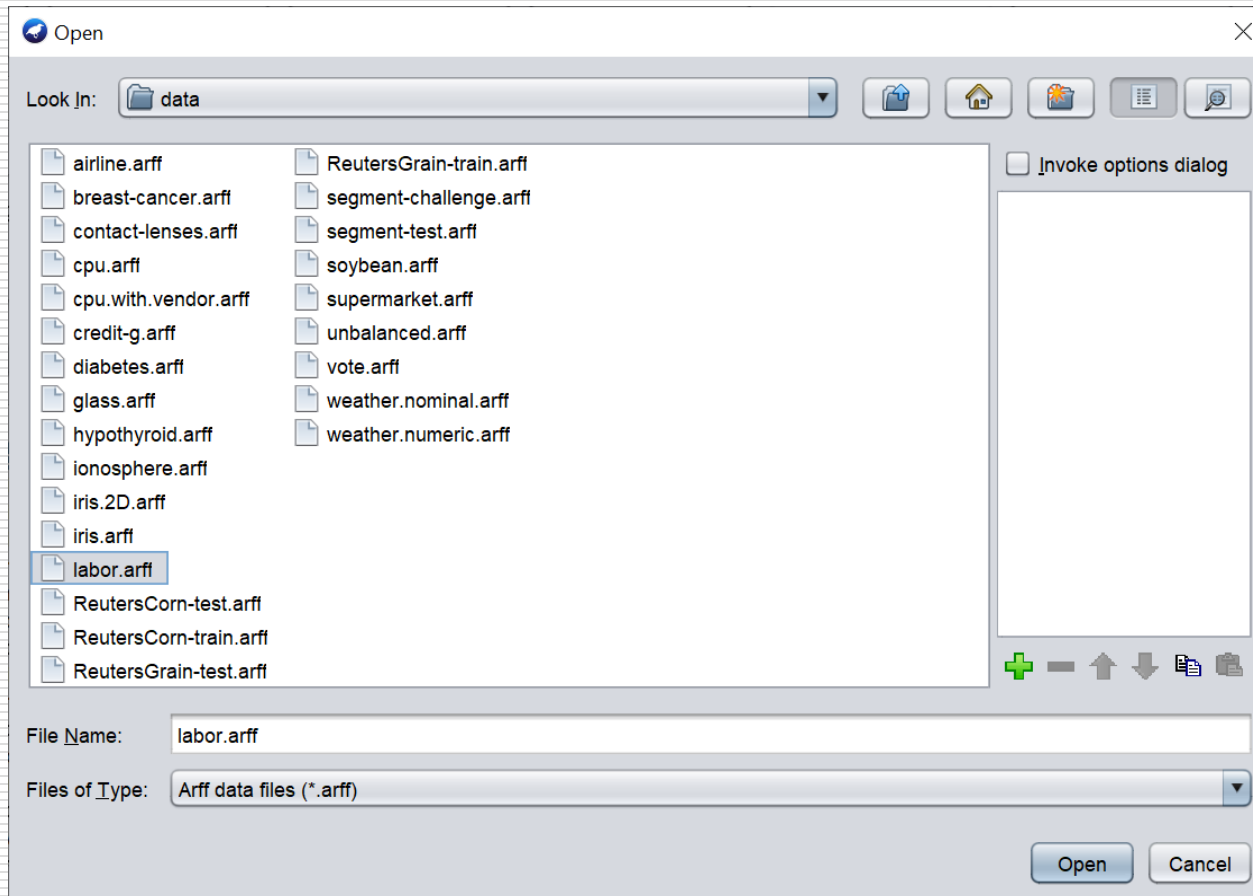 Open
Look In:
data
airline.arff
breast-cancer.arff
contact-lenses.arff
cpu.arff
cpu.with.vendor.arff
credit-g.arff
diabetes.arff
glass.arff
hypothyroid.arff
ionosphere.arff
iris.2D.arff
iris.arff
labor.arff
ReutersCorn-test.arff
ReutersCorn-train.arff
ReutersGrain-test.arff
ReutersGrain-train.arff
segment-challenge.arff
segment-test.arff
soybean.arff
supermarket.arff
unbalanced.arff
vote.arff
weather.nominal.arff
weather.numeric.arff
Invoke options dialog
File Name: labor.arff
Files of Type: Arff data files (*.arff)
Open Cancel